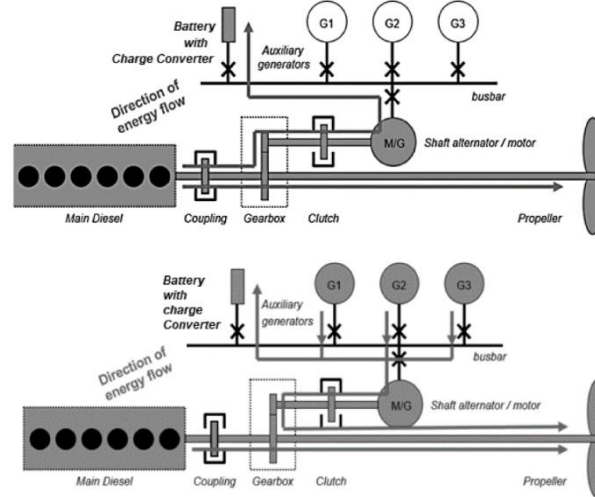 Battery
with
Charge Converter
G1
G2
G3
Auxiliary
generators
busbar
Direction of
energy flow
M/G
Shaft alternator / motor
Main Diesel
Coupling
Gearbox
Clutch
Propeller
Battery
with
charge
Converter
G1
G2
G3
Auxiliary
generators
busbar
Direction of
energy flow
M/G
Shaft alternator / motor
Main Diesel
Coupling
Gearbox
Clutch
Propeller